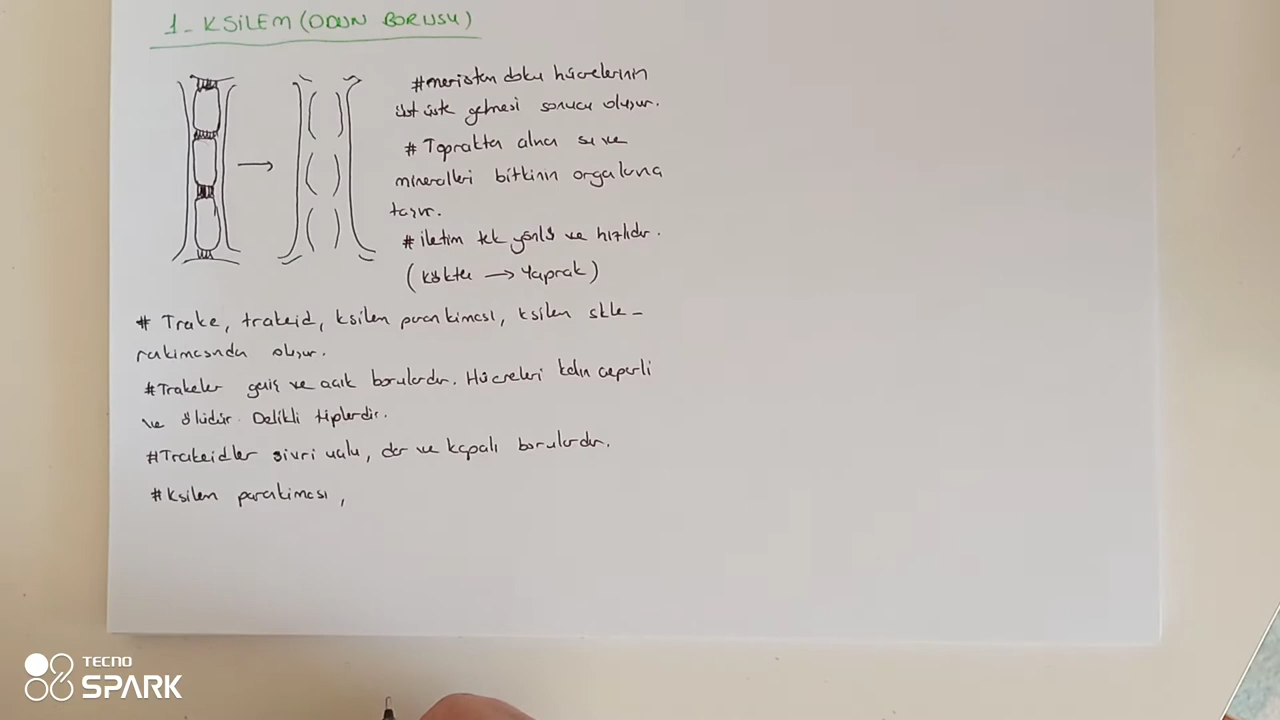 1- KSİLEM (ODUN BORUSU)
#meristem doku hücrelerinin
üst üste gelmesi sonucu oluşur.
# Topraktan alınan su ve
mineralleri bitkinin organlarına
taşır.
# iletim tek yönlü ve hızlıdır.
(kökten → Yaprak)
# Trake, trakeid, ksilem parankiması, ksilem skle-
rankimasından oluşur.
#Trakeler geniş ve açık borulardır. Hücreleri kalın çeperli
ve ölüdür. Delikli tiplerdir.
#Trakeidler sivri uçlu, dar ve kapalı borulardır.
#Ksilem parankiması,
TECNO
SPARK